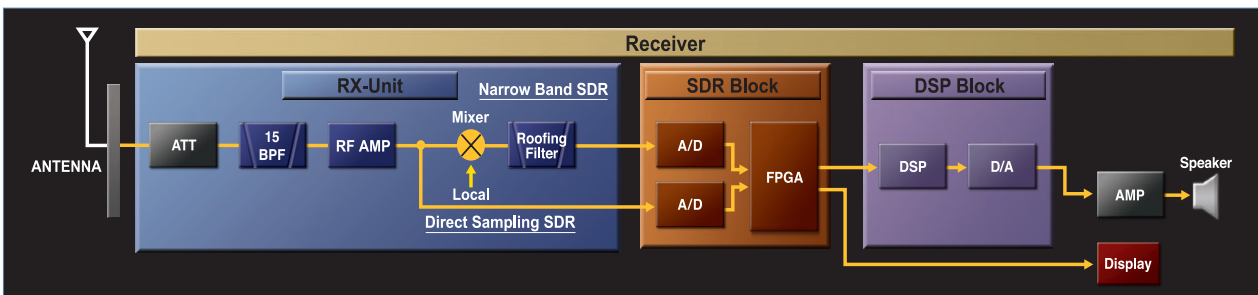 Receiver
RX-Unit
Narrow Band SDR
SDR Block
DSP Block
Mixer
ANTENNA
ATT
15
BPF
RF AMP
Roofing
Filter
Local
Direct Sampling SDR
A/D
A/D
FPGA
DSP
D/A
AMP
Speaker
Display